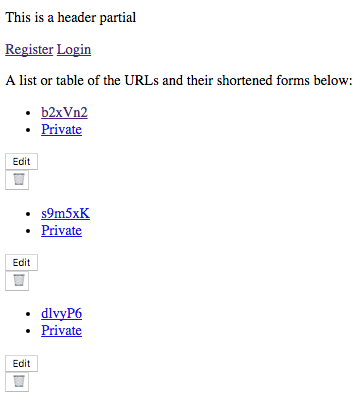 This is a header partial
Register Login
A list or table of the URLs and their shortened forms below:
b2xVn2
Private
Edit
s9m5xK
Private
Edit
dlvyP6
Private
Edit